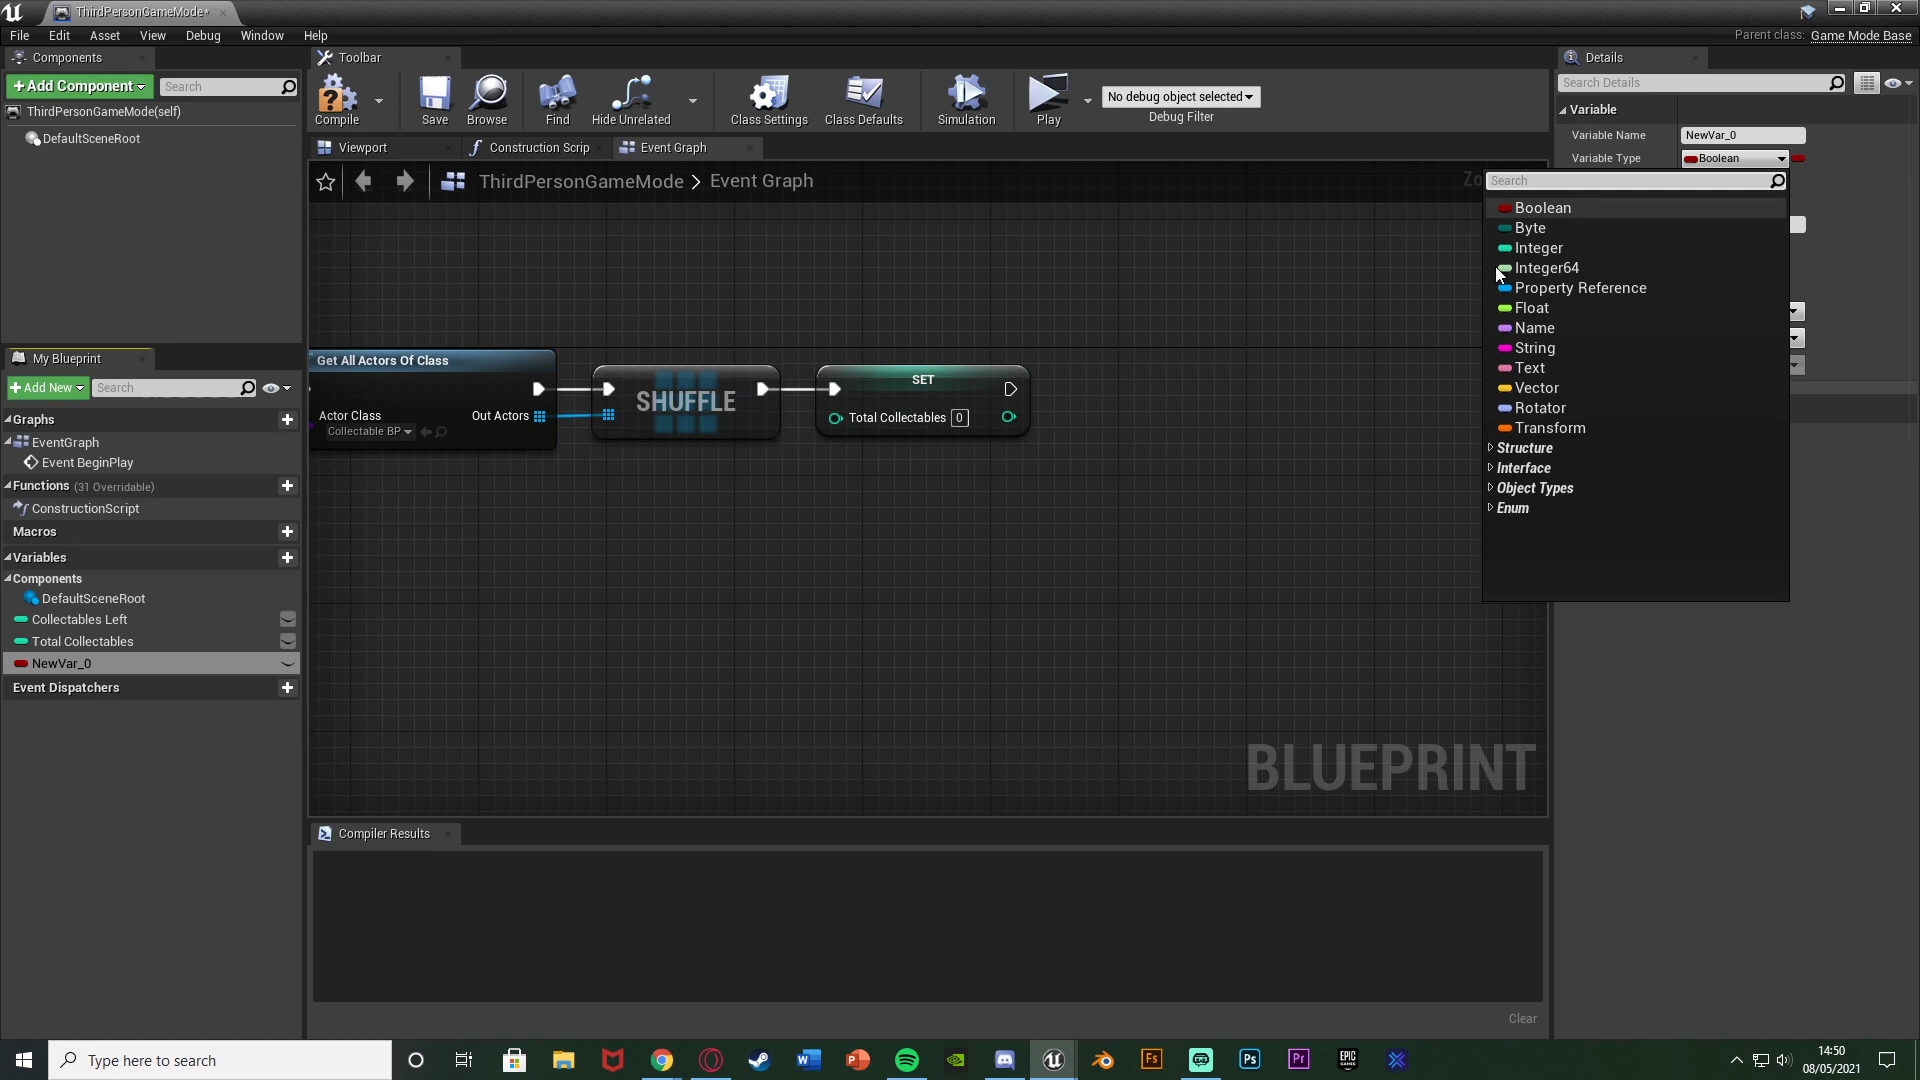 ThirdPersonGameMode*
File Edit Asset View Debug Window Help
Parent class: Game Mode Base
Components
+Add Component
Search
ThirdPersonGameMode(self)
DefaultSceneRoot
Toolbar
Compile
Save
Browse
Find
Hide Unrelated
Class Settings
Class Defaults
Simulation
Play
No debug object selected
Debug Filter
Viewport
Construction Scrip
Event Graph
ThirdPersonGameMode > Event Graph
Zo
Get All Actors Of Class
Actor Class
Out Actors
Collectable BP
SHUFFLE
SET
Total Collectables 0
BLUEPRINT
My Blueprint
+Add New
Search
Graphs
EventGraph
Event BeginPlay
Functions (31 Overridable)
ConstructionScript
Macros
Variables
Components
DefaultSceneRoot
Collectables Left
Total Collectables
NewVar_0
Event Dispatchers
Compiler Results
Clear
Details
Search Details
Variable
Variable Name NewVar_0
Variable Type Boolean
Search
Boolean
Byte
Integer
Integer64
Property Reference
Float
Name
String
Text
Vector
Rotator
Transform
Structure
Interface
Object Types
Enum
Type here to search
W
P
Fs
Ps
Pr
EPIC GAMES
14:50
08/05/2021